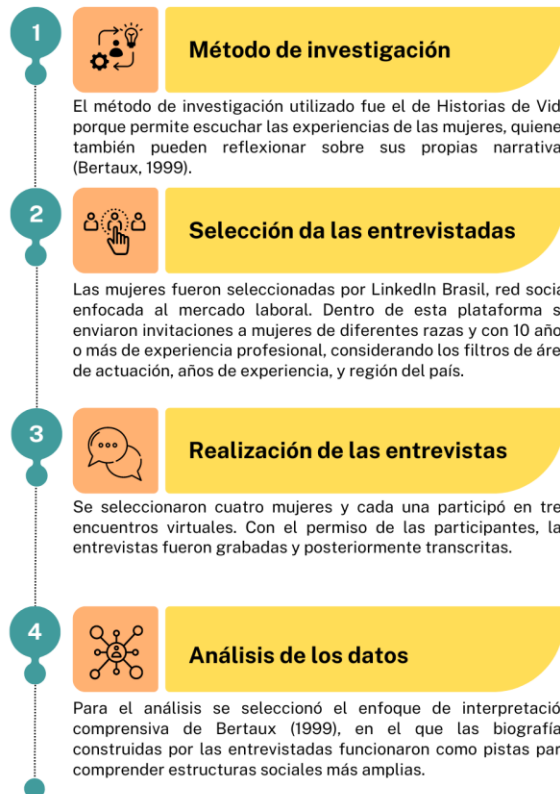 1
Método de investigación
El método de investigación utilizado fue el de Historias de Vid
porque permite escuchar las experiencias de las mujeres, quiene
también pueden reflexionar sobre sus propias narrativa
(Bertaux, 1999).
2
Selección da las entrevistadas
Las mujeres fueron seleccionadas por LinkedIn Brasil, red socia
enfocada al mercado laboral. Dentro de esta plataforma s
enviaron invitaciones a mujeres de diferentes razas y con 10 año
o más de experiencia profesional, considerando los filtros de áre
de actuación, años de experiencia, y región del país.
3
Realización de las entrevistas
Se seleccionaron cuatro mujeres y cada una participó en tre
encuentros virtuales. Con el permiso de las participantes, la
entrevistas fueron grabadas y posteriormente transcritas.
4
Análisis de los datos
Para el análisis se seleccionó el enfoque de interpretació
comprensiva de Bertaux (1999), en el que las biografía
construidas por las entrevistadas funcionaron como pistas par
comprender estructuras sociales más amplias.